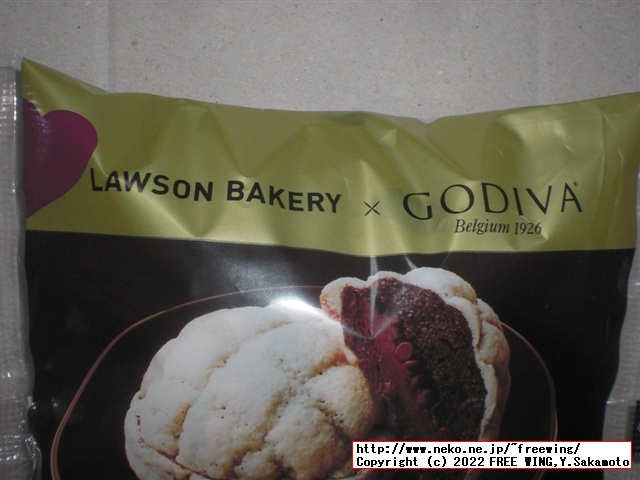 LAWSON BAKERY × GODIVA®
Belgium 1926
http://www.neko.ne.jp/~freewing/
Copyright (c) 2022 FREE WING,Y.Sakamoto